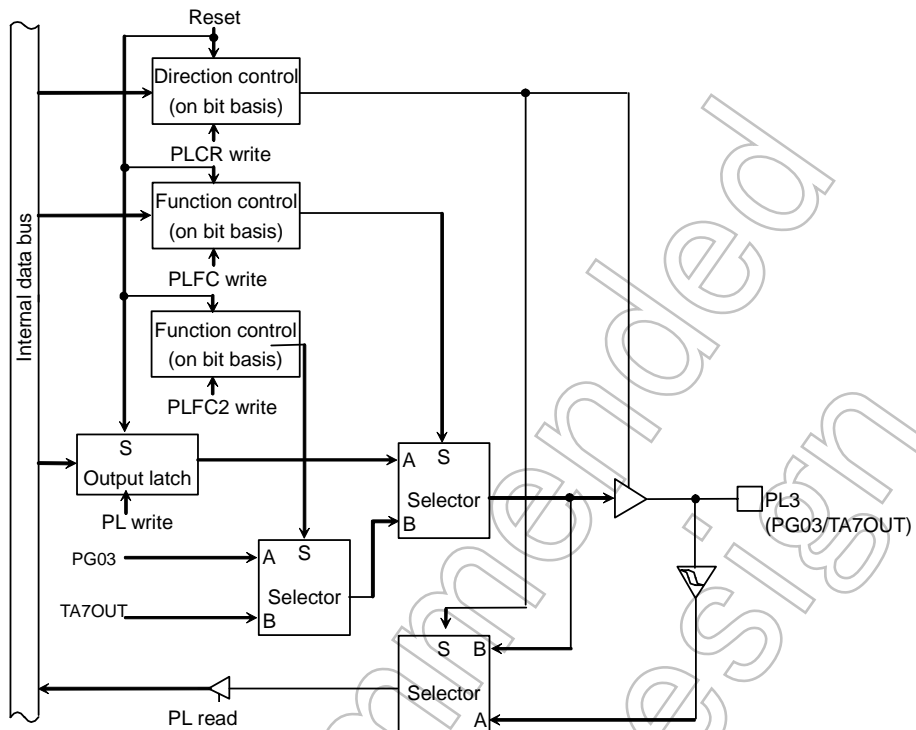 Reset
Direction control
(on bit basis)
PLCR write
Function control
(on bit basis)
PLFC write
Function control
(on bit basis)
PLFC2 write
Internal data bus
S
Output latch
PL write
A
S
Selector
B
PL3
(PG03/TA7OUT)
PG03
A
S
Selector
TA7OUT
B
S
B
Selector
A
PL read
mmended
esign